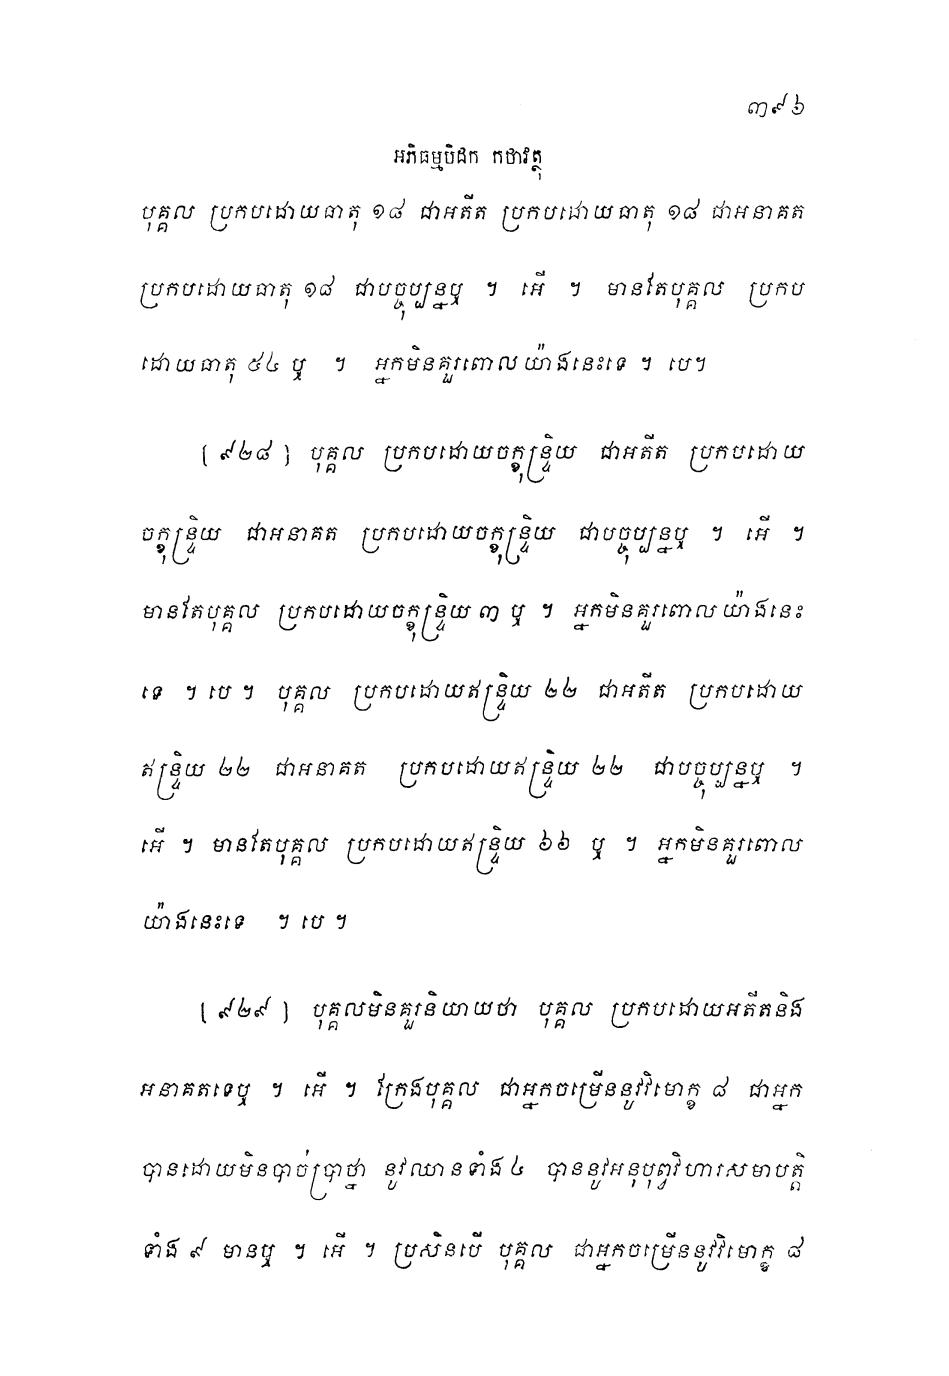 ៣៩៦
អភិធម្មបិដក កថាវត្ថុ
បុគ្គល ប្រកបដោយធាតុ ១៨ ជាអតីត ប្រកបដោយធាតុ ១៨ ជាអនាគត
ប្រកបដោយធាតុ ១៨ ជាបច្ចុប្បន្នឬ ។ អើ ។ មានតែបុគ្គល ប្រកប
ដោយធាតុ ៥៤ ឬ ។ អ្នកមិនគួរពោលយ៉ាងនេះទេ ។ បេ។
[ ៩២៨ ] បុគ្គល ប្រកបដោយចក្ខុន្ទ្រិយ ជាអតីត ប្រកបដោយ
ចក្ខុន្ទ្រិយ ជាអនាគត ប្រកបដោយចក្ខុន្ទ្រិយ ជាបច្ចុប្បន្នឬ ។ អើ ។
មានតែបុគ្គល ប្រកបដោយចក្ខុន្ទ្រិយ ៣ ឬ ។ អ្នកមិនគួរពោលយ៉ាងនេះ
ទេ ។ បេ ។ បុគ្គល ប្រកបដោយឥន្ទ្រិយ ២២ ជាអតីត ប្រកបដោយ
ឥន្ទ្រិយ ២២ ជាអនាគត ប្រកបដោយឥន្ទ្រិយ ២២ ជាបច្ចុប្បន្នឬ ។
អើ ។ មានតែបុគ្គល ប្រកបដោយឥន្ទ្រិយ ៦៦ ឬ ។ អ្នកមិនគួរពោល
យ៉ាងនេះទេ ។ បេ ។
[ ៩២៩ ] បុគ្គលមិនគួរនិយាយថា បុគ្គល ប្រកបដោយអតីតនិង
អនាគតទេឬ ។ អើ ។ ក្រែងបុគ្គល ជាអ្នកចម្រើននូវវិមោក្ខ ៨ ជាអ្នក
បានដោយមិនបាច់ប្រាថ្នា នូវឈានទាំង ៤ បាននូវអនុបុព្វវិហារសមាបត្តិ
ទាំង ៩ មានឬ ។ អើ ។ ប្រសិនបើ បុគ្គល ជាអ្នកចម្រើននូវវិមោក្ខ ៨